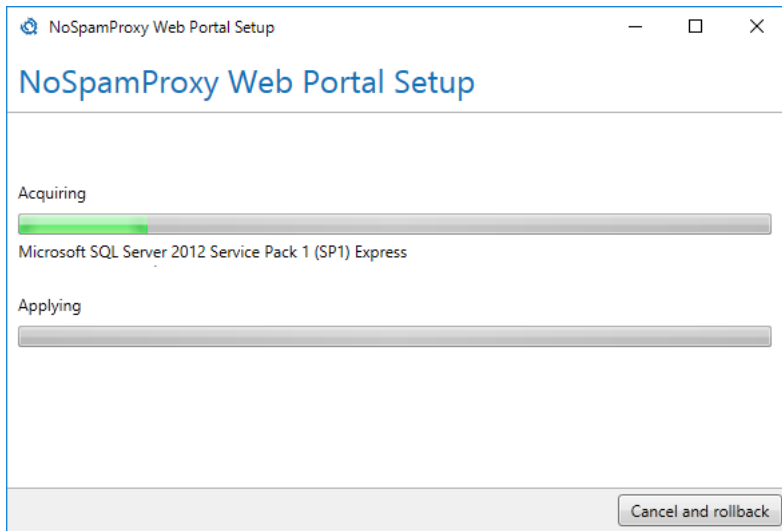 NoSpamProxy Web Portal Setup
NoSpamProxy Web Portal Setup
Acquiring
Microsoft SQL Server 2012 Service Pack 1 (SP1) Express
Applying
Cancel and rollback